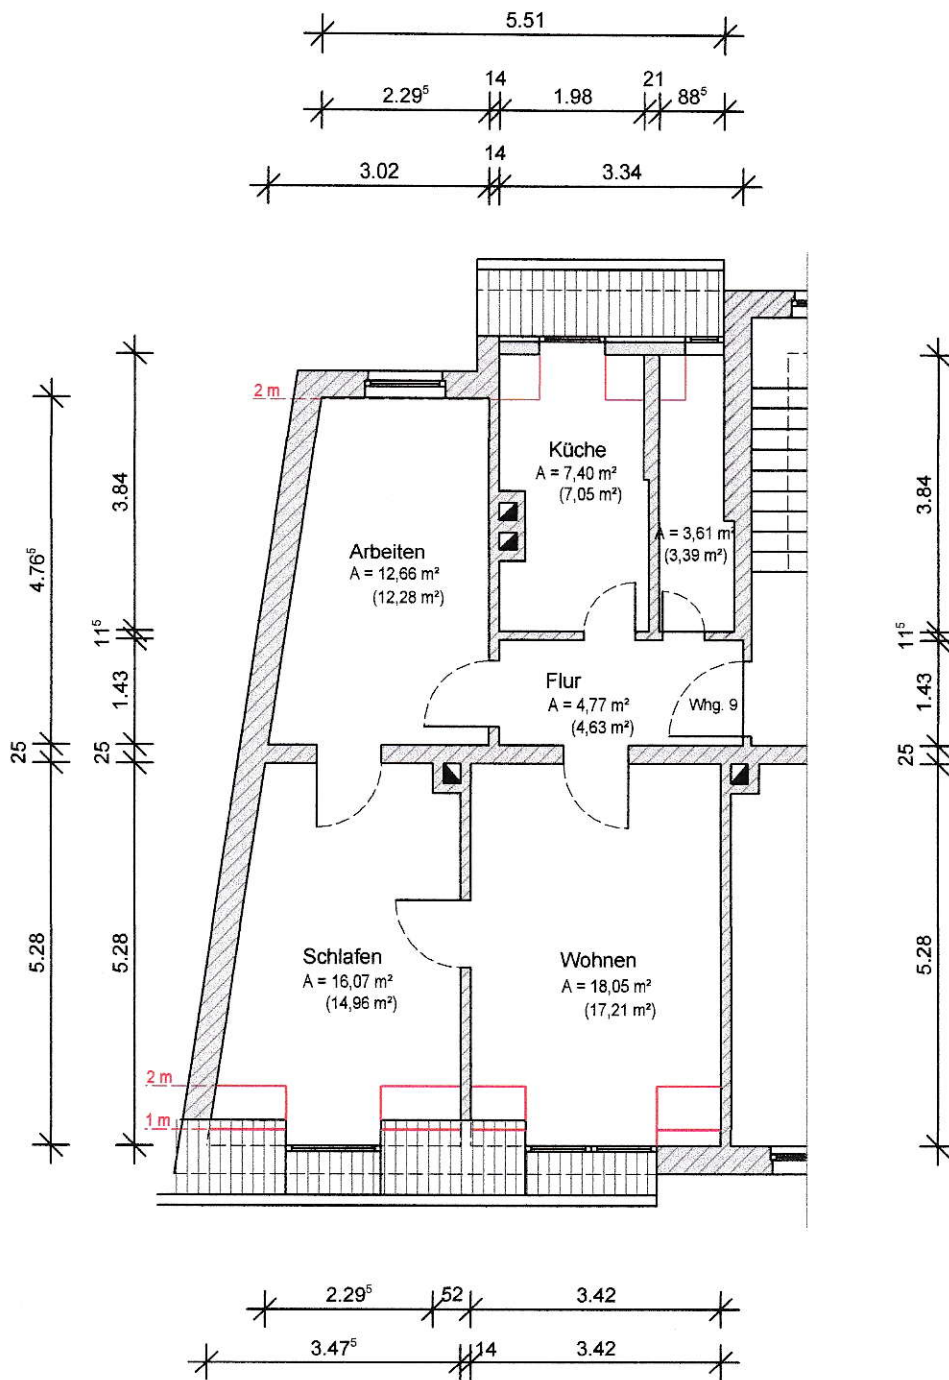 5.51
14 21
2.29⁵ 1.98 88⁵
14
3.02 3.34
2 m
Küche
A = 7,40 m²
(7,05 m²)
3.84
3.84
4.76⁵
A = 3,61 m²
(3,39 m²)
Arbeiten
A = 12,66 m²
(12,28 m²)
11⁵
11⁵
1.43
1.43
Flur
A = 4,77 m²
(4,63 m²)
Whg. 9
25
25
25
5.28
5.28
5.28
Schlafen
A = 16,07 m²
(14,96 m²)
Wohnen
A = 18,05 m²
(17,21 m²)
2 m
1 m
2.29⁵ 52 3.42
3.47⁵ 14 3.42